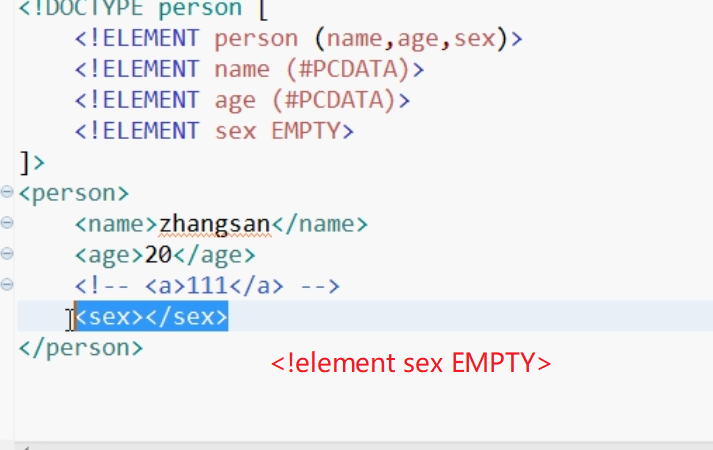 <!DOCTYPE person [
<!ELEMENT person (name,age,sex)>
<!ELEMENT name (#PCDATA)>
<!ELEMENT age (#PCDATA)>
<!ELEMENT sex EMPTY>
]>
<person>
<name>zhangsan</name>
<age>20</age>
<!-- <a>111</a> -->
<sex></sex>
</person>
<!element sex EMPTY>